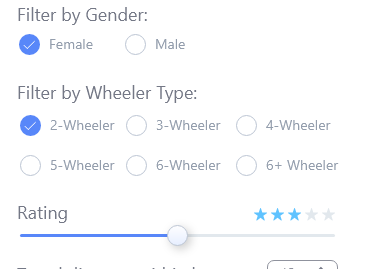 Filter by Gender:
Female Male
Filter by Wheeler Type:
2-Wheeler 3-Wheeler 4-Wheeler
5-Wheeler 6-Wheeler 6+ Wheeler
Rating